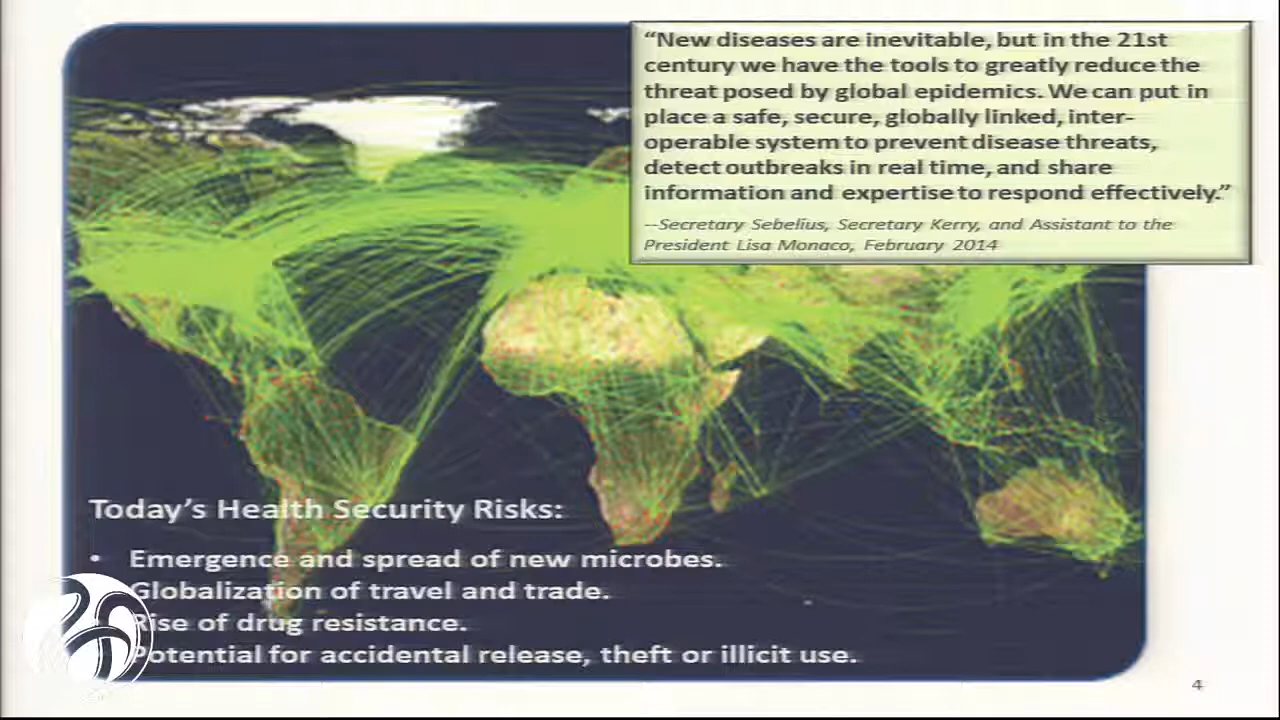 “New diseases are inevitable, but in the 21st
century we have the tools to greatly reduce the
threat posed by global epidemics. We can put in
place a safe, secure, globally linked, inter-
operable system to prevent disease threats,
detect outbreaks in real time, and share
information and expertise to respond effectively.”
--Secretary Sebelius, Secretary Kerry, and Assistant to the
President Lisa Monaco, February 2014
Today’s Health Security Risks:
• Emergence and spread of new microbes.
Globalization of travel and trade.
Rise of drug resistance.
Potential for accidental release, theft or illicit use.
4